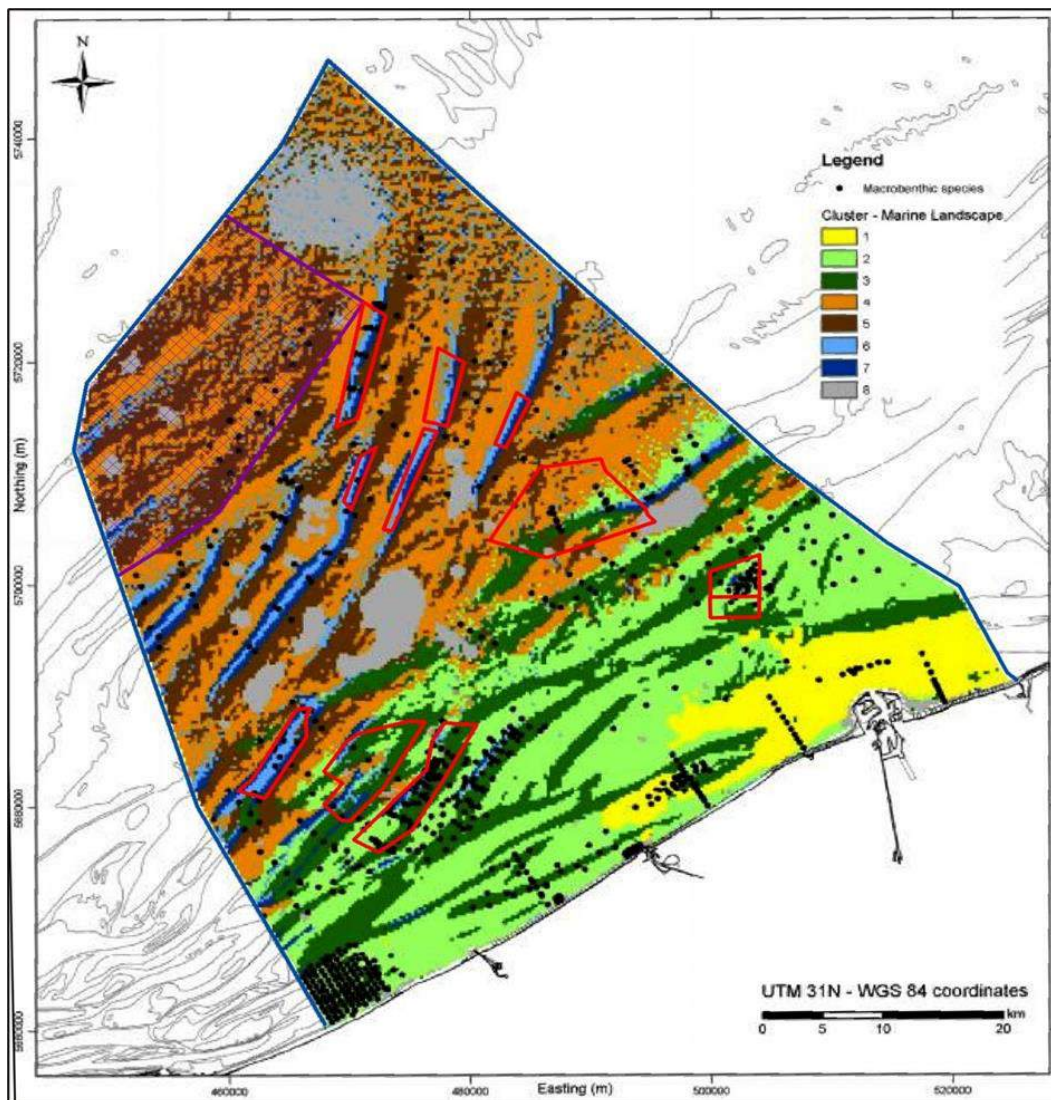 N
5740000
Legend
Macrobenthic species
Cluster - Marine Landscape
1
2
3
4
5
6
7
8
5720000
Northing (m)
5700000
5680000
5660000
UTM 31N - WGS 84 coordinates
km
0 5 10 20
460000 480000 Easting (m) 500000 520000